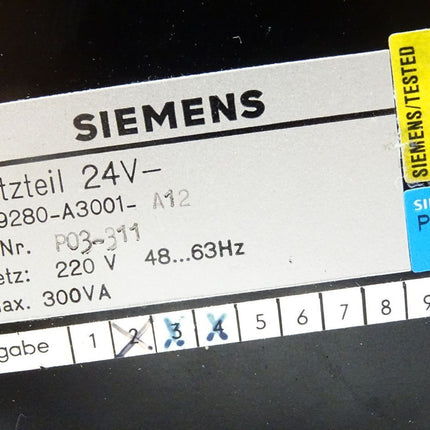 SIEMENS
tzteil 24V-
9280-A3001- A12
Nr. P03-311
etz: 220 V 48...63Hz
ax. 300VA
gabe 1 2 3 4 5 6 7 8 9
SIEMENS/TESTED
SI
P